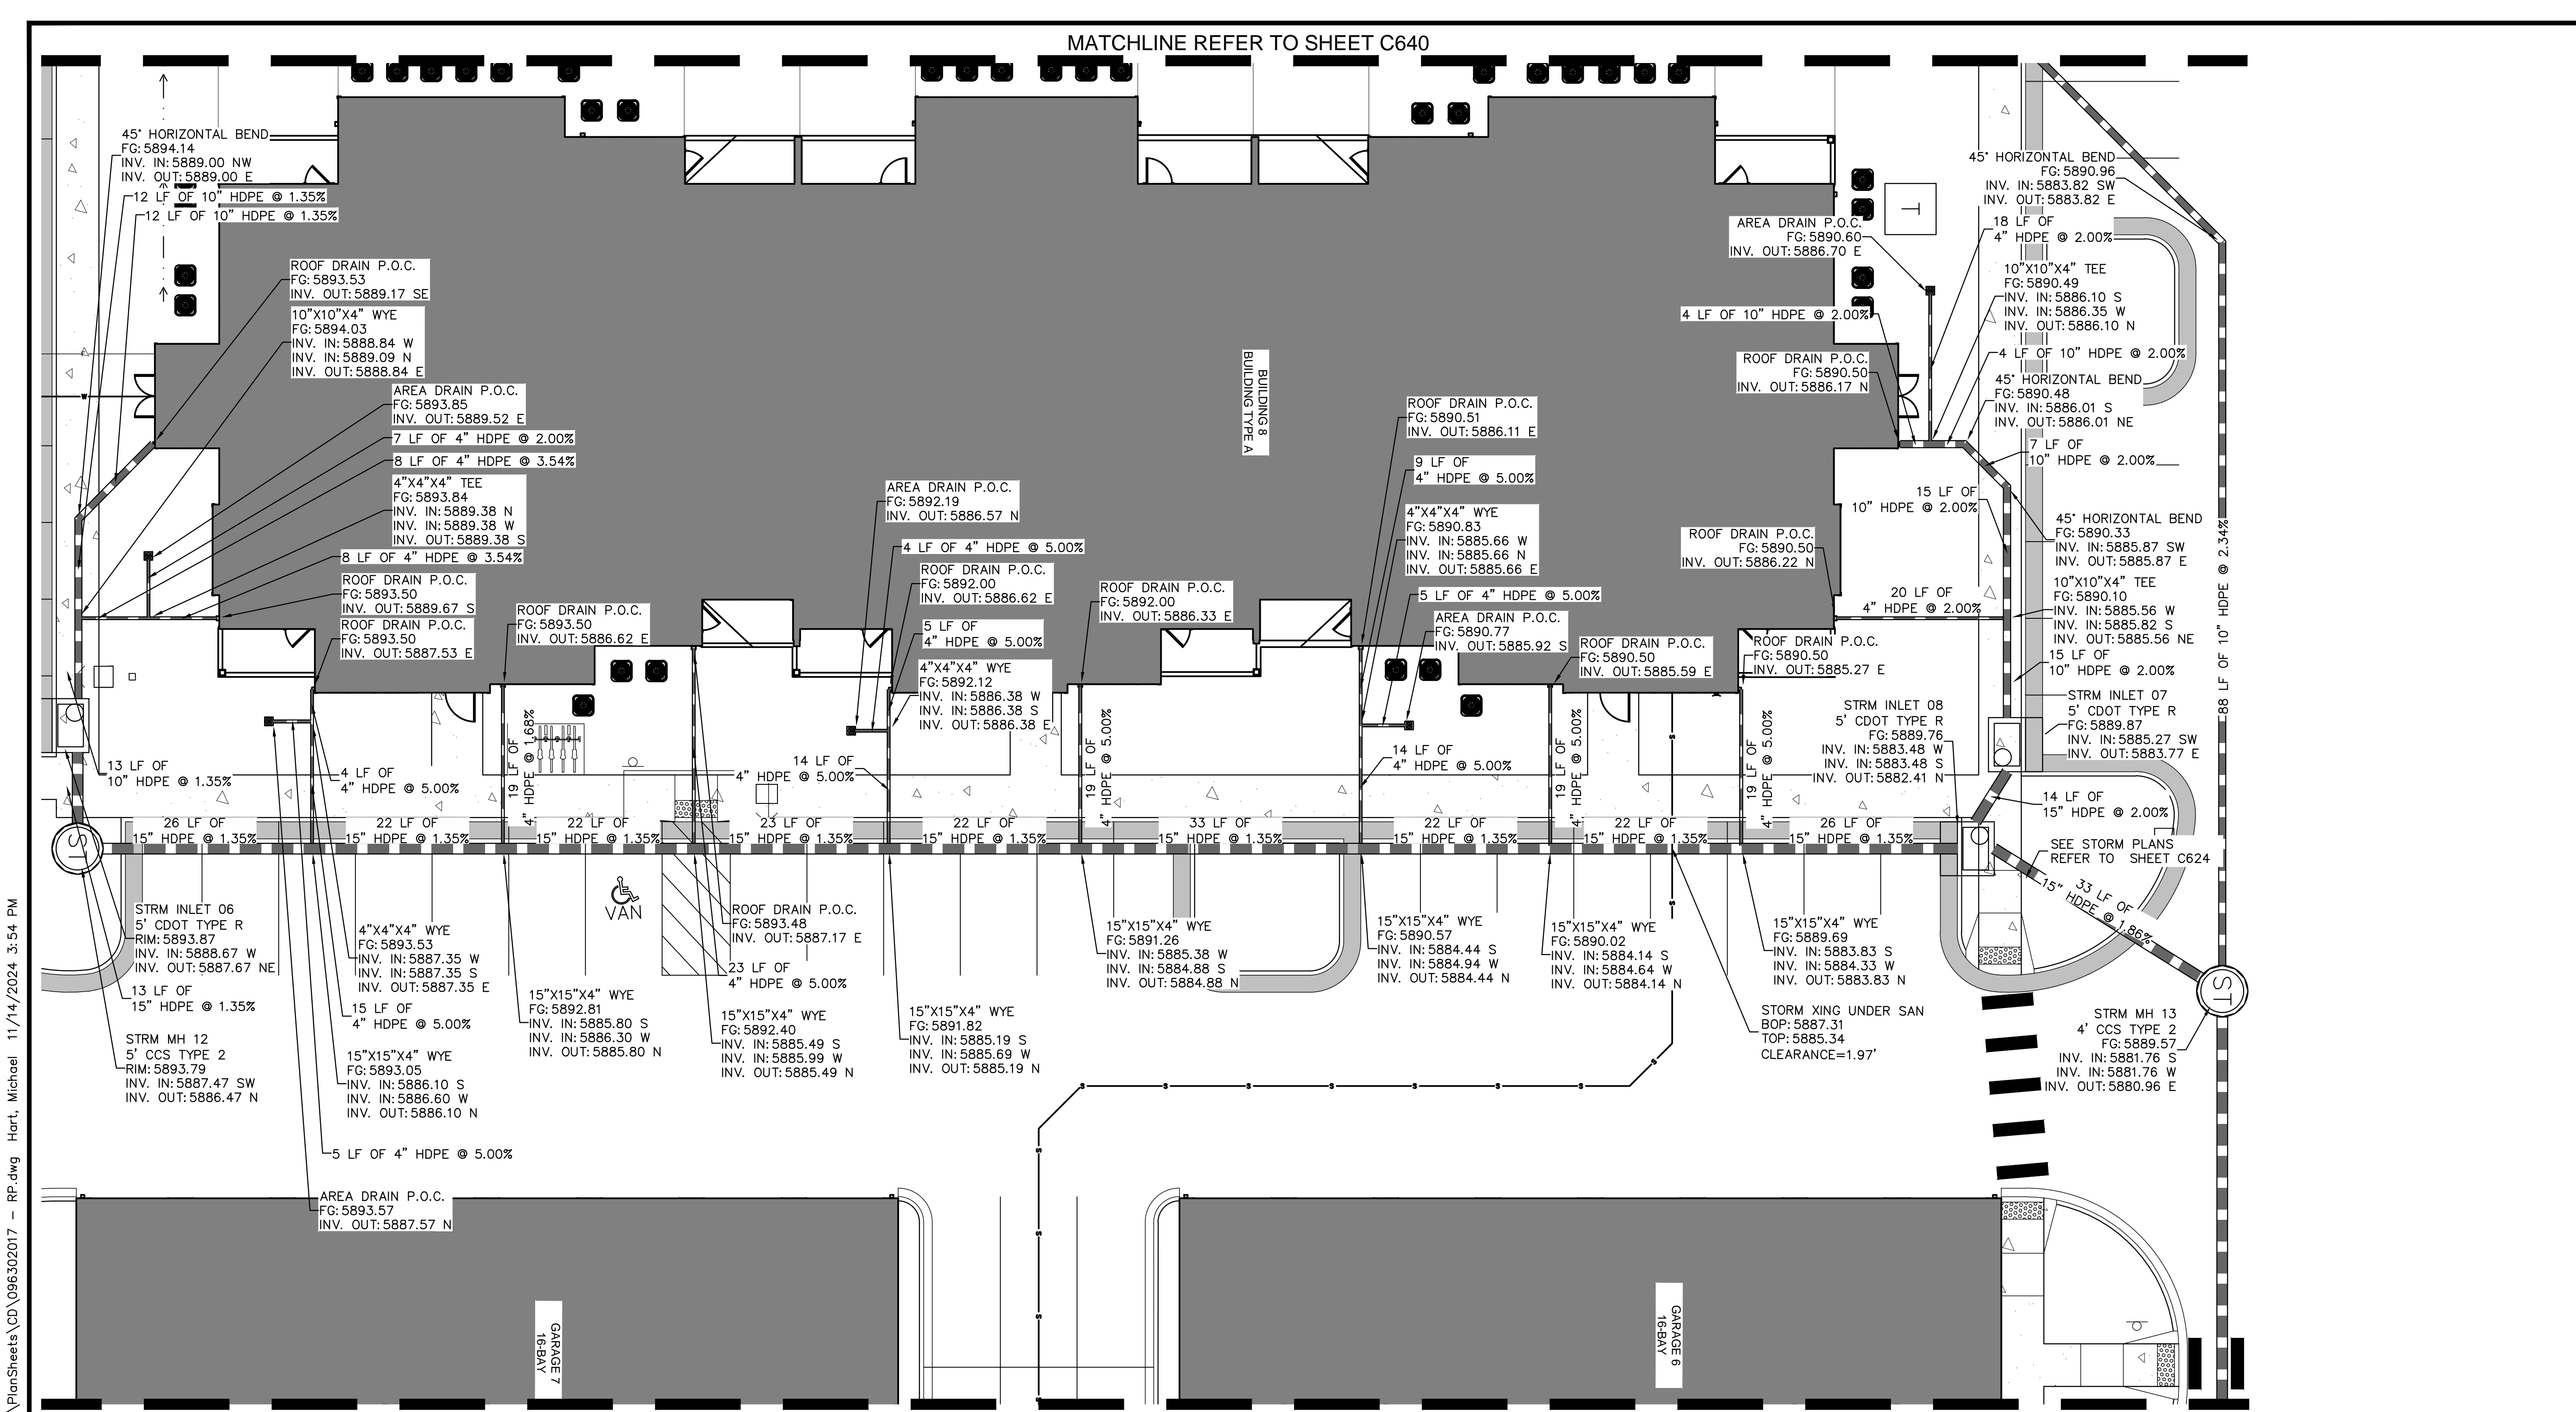 MATCHLINE REFER TO SHEET C640
45° HORIZONTAL BEND
FG: 5894.14
INV. IN: 5889.00 NW
INV. OUT: 5889.00 E
12 LF OF 10" HDPE @ 1.35%
12 LF OF 10" HDPE @ 1.35%
ROOF DRAIN P.O.C.
FG: 5893.53
INV. OUT: 5889.17 SE
10"X10"X4" WYE
FG: 5894.03
INV. IN: 5888.84 W
INV. IN: 5889.09 N
INV. OUT: 5888.84 E
W
AREA DRAIN P.O.C.
FG: 5893.85
INV. OUT: 5889.52 E
7 LF OF 4" HDPE @ 2.00%
8 LF OF 4" HDPE @ 3.54%
4"X4"X4" TEE
FG: 5893.84
INV. IN: 5889.38 N
INV. IN: 5889.38 W
INV. OUT: 5889.38 S
8 LF OF 4" HDPE @ 3.54%
ROOF DRAIN P.O.C.
FG: 5893.50
INV. OUT: 5889.67 S
ROOF DRAIN P.O.C.
FG: 5893.50
INV. OUT: 5887.53 E
ROOF DRAIN P.O.C.
FG: 5893.50
INV. OUT: 5886.62 E
AREA DRAIN P.O.C.
FG: 5892.19
INV. OUT: 5886.57 N
4 LF OF 4" HDPE @ 5.00%
ROOF DRAIN P.O.C.
FG: 5892.00
INV. OUT: 5886.62 E
5 LF OF
4" HDPE @ 5.00%
4"X4"X4" WYE
FG: 5892.12
INV. IN: 5886.38 W
INV. IN: 5886.38 S
INV. OUT: 5886.38 E
ROOF DRAIN P.O.C.
FG: 5892.00
INV. OUT: 5886.33 E
BUILDING 8
BUILDING TYPE A
ROOF DRAIN P.O.C.
FG: 5890.51
INV. OUT: 5886.11 E
9 LF OF
4" HDPE @ 5.00%
4"X4"X4" WYE
FG: 5890.83
INV. IN: 5885.66 W
INV. IN: 5885.66 N
INV. OUT: 5885.66 E
5 LF OF 4" HDPE @ 5.00%
AREA DRAIN P.O.C.
FG: 5890.77
INV. OUT: 5885.92 S
ROOF DRAIN P.O.C.
FG: 5890.50
INV. OUT: 5885.59 E
ROOF DRAIN P.O.C.
FG: 5890.50
INV. OUT: 5886.22 N
ROOF DRAIN P.O.C.
FG: 5890.50
INV. OUT: 5885.27 E
AREA DRAIN P.O.C.
FG: 5890.60
INV. OUT: 5886.70 E
4 LF OF 10" HDPE @ 2.00%
ROOF DRAIN P.O.C.
FG: 5890.50
INV. OUT: 5886.17 N
T
45° HORIZONTAL BEND
FG: 5890.96
INV. IN: 5883.82 SW
INV. OUT: 5883.82 E
18 LF OF
4" HDPE @ 2.00%
10"X10"X4" TEE
FG: 5890.49
INV. IN: 5886.10 S
INV. IN: 5886.35 W
INV. OUT: 5886.10 N
4 LF OF 10" HDPE @ 2.00%
45° HORIZONTAL BEND
FG: 5890.48
INV. IN: 5886.01 S
INV. OUT: 5886.01 NE
7 LF OF
10" HDPE @ 2.00%
15 LF OF
10" HDPE @ 2.00%
45° HORIZONTAL BEND
FG: 5890.33
INV. IN: 5885.87 SW
INV. OUT: 5885.87 E
20 LF OF
4" HDPE @ 2.00%
10"X10"X4" TEE
FG: 5890.10
INV. IN: 5885.56 W
INV. IN: 5885.82 S
INV. OUT: 5885.56 NE
15 LF OF
10" HDPE @ 2.00%
88 LF OF 10" HDPE @ 2.34%
STRM INLET 07
5' CDOT TYPE R
FG: 5889.87
INV. IN: 5885.27 SW
INV. OUT: 5883.77 E
STRM INLET 08
5' CDOT TYPE R
FG: 5889.76
INV. IN: 5883.48 W
INV. IN: 5883.48 S
INV. OUT: 5882.41 N
14 LF OF
15" HDPE @ 2.00%
SEE STORM PLANS
REFER TO SHEET C624
33 LF OF
15" HDPE @ 1.86%
13 LF OF
10" HDPE @ 1.35%
4 LF OF
4" HDPE @ 5.00%
19 LF OF
4" HDPE @ 1.68%
14 LF OF
4" HDPE @ 5.00%
19 LF OF
4" HDPE @ 5.00%
14 LF OF
4" HDPE @ 5.00%
19 LF OF
4" HDPE @ 5.00%
19 LF OF
4" HDPE @ 5.00%
26 LF OF
15" HDPE @ 1.35%
22 LF OF
15" HDPE @ 1.35%
22 LF OF
15" HDPE @ 1.35%
23 LF OF
15" HDPE @ 1.35%
22 LF OF
15" HDPE @ 1.35%
33 LF OF
15" HDPE @ 1.35%
22 LF OF
15" HDPE @ 1.35%
22 LF OF
15" HDPE @ 1.35%
26 LF OF
15" HDPE @ 1.35%
ST
STRM INLET 06
5' CDOT TYPE R
RIM: 5893.87
INV. IN: 5888.67 W
INV. OUT: 5887.67 NE
13 LF OF
15" HDPE @ 1.35%
STRM MH 12
5' CCS TYPE 2
RIM: 5893.79
INV. IN: 5887.47 SW
INV. OUT: 5886.47 N
4"X4"X4" WYE
FG: 5893.53
INV. IN: 5887.35 W
INV. IN: 5887.35 S
INV. OUT: 5887.35 E
15 LF OF
4" HDPE @ 5.00%
15"X15"X4" WYE
FG: 5893.05
INV. IN: 5886.10 S
INV. IN: 5886.60 W
INV. OUT: 5886.10 N
5 LF OF 4" HDPE @ 5.00%
AREA DRAIN P.O.C.
FG: 5893.57
INV. OUT: 5887.57 N
15"X15"X4" WYE
FG: 5892.81
INV. IN: 5885.80 S
INV. IN: 5886.30 W
INV. OUT: 5885.80 N
VAN
ROOF DRAIN P.O.C.
FG: 5893.48
INV. OUT: 5887.17 E
23 LF OF
4" HDPE @ 5.00%
15"X15"X4" WYE
FG: 5892.40
INV. IN: 5885.49 S
INV. IN: 5885.99 W
INV. OUT: 5885.49 N
15"X15"X4" WYE
FG: 5891.82
INV. IN: 5885.19 S
INV. IN: 5885.69 W
INV. OUT: 5885.19 N
15"X15"X4" WYE
FG: 5891.26
INV. IN: 5885.38 W
INV. IN: 5884.88 S
INV. OUT: 5884.88 N
15"X15"X4" WYE
FG: 5890.57
INV. IN: 5884.44 S
INV. IN: 5884.94 W
INV. OUT: 5884.44 N
15"X15"X4" WYE
FG: 5890.02
INV. IN: 5884.14 S
INV. IN: 5884.64 W
INV. OUT: 5884.14 N
15"X15"X4" WYE
FG: 5889.69
INV. IN: 5883.83 S
INV. IN: 5884.33 W
INV. OUT: 5883.83 N
STORM XING UNDER SAN
BOP: 5887.31
TOP: 5885.34
CLEARANCE=1.97'
ST
STRM MH 13
4' CCS TYPE 2
FG: 5889.57
INV. IN: 5881.76 S
INV. IN: 5881.76 W
INV. OUT: 5880.96 E
GARAGE 7
16-BAY
GARAGE 6
16-BAY
\PlanSheets\CD\096302017 - RP.dwg Hart, Michael 11/14/2024 3:54 PM